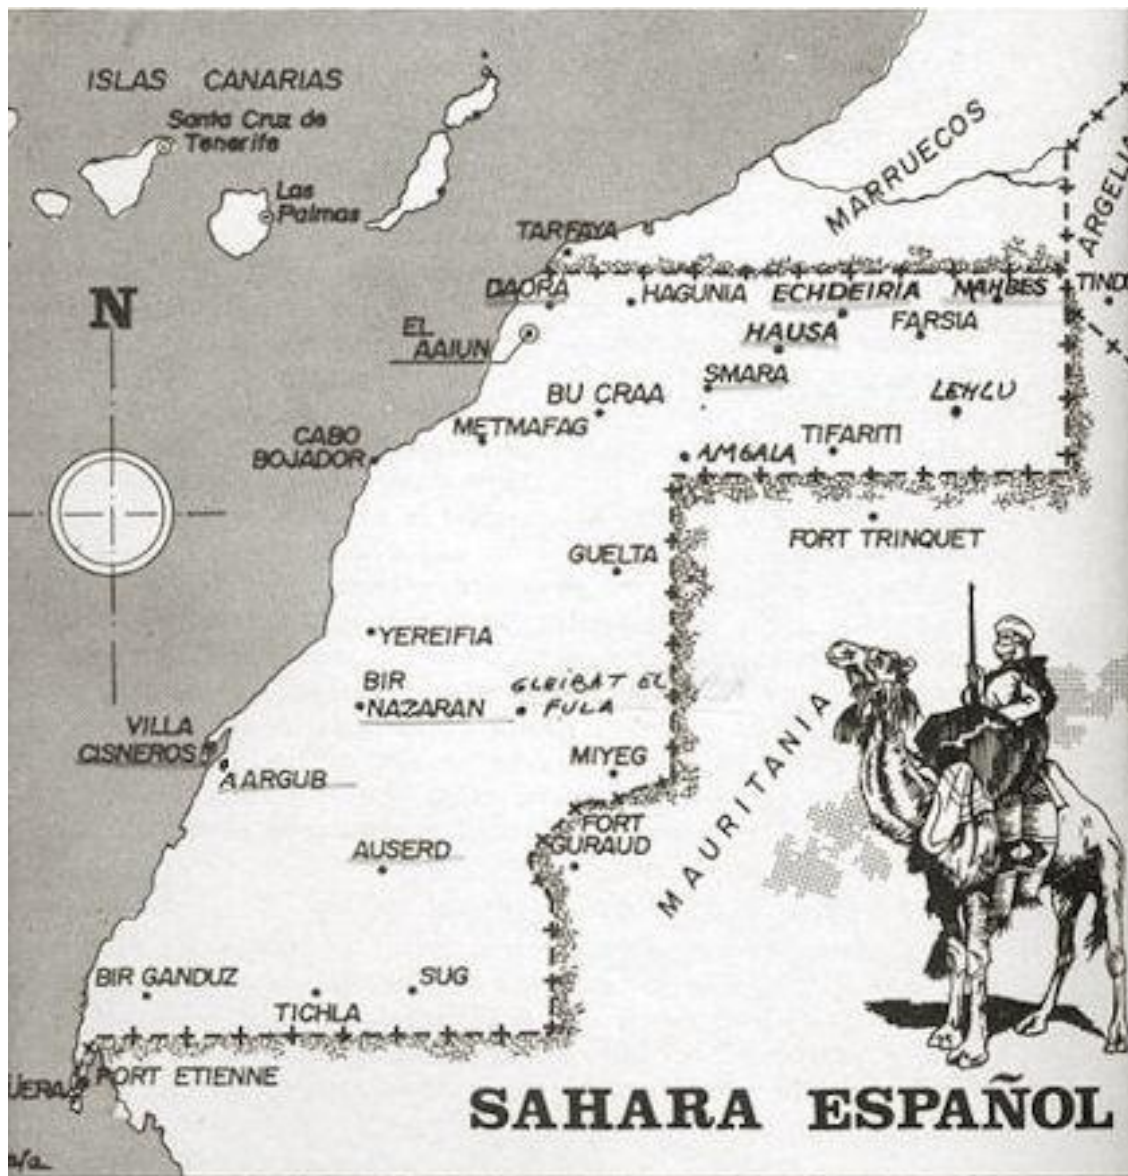 ISLAS CANARIAS
Santa Cruz de
Tenerife
Las
Palmas
MARRUECOS
ARGELIA
TARFAYA
N
DAORA
HAGUNIA
ECHDEIRIA
MAHBES
TIND
EL
AAIUN
HAUSA
FARSIA
SMARA
LEHLU
BU CRAA
METMAFAG
CABO
BOJADOR
AMGALA
TIFARITI
FORT TRINQUET
GUELTA
YEREIFIA
BIR
NAZARAN
GLEIBAT EL
FULA
VILLA
CISNEROS
AARGUB
MIYEG
MAURITANIA
FORT
GURAUD
AUSERD
BIR GANDUZ
SUG
TICHLA
PORT ETIENNE
ÜERA
SAHARA ESPAÑOL